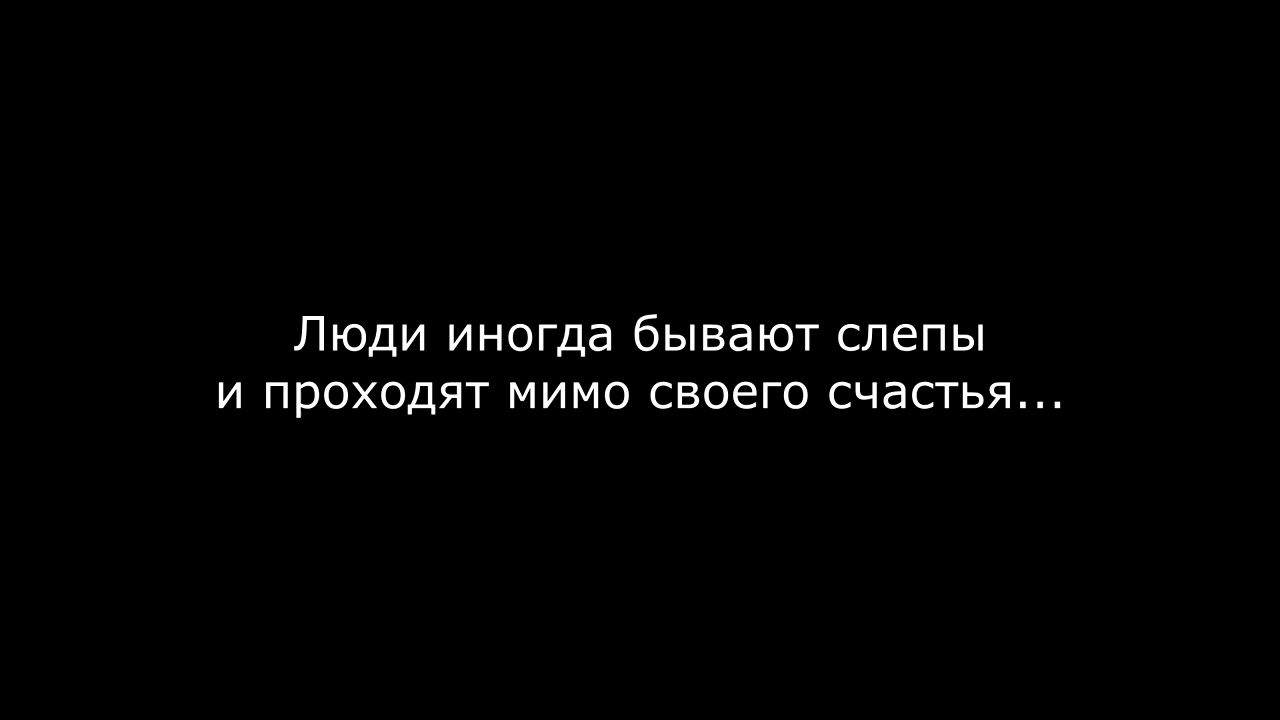 Люди иногда бывают слепы
и проходят мимо своего счастья...